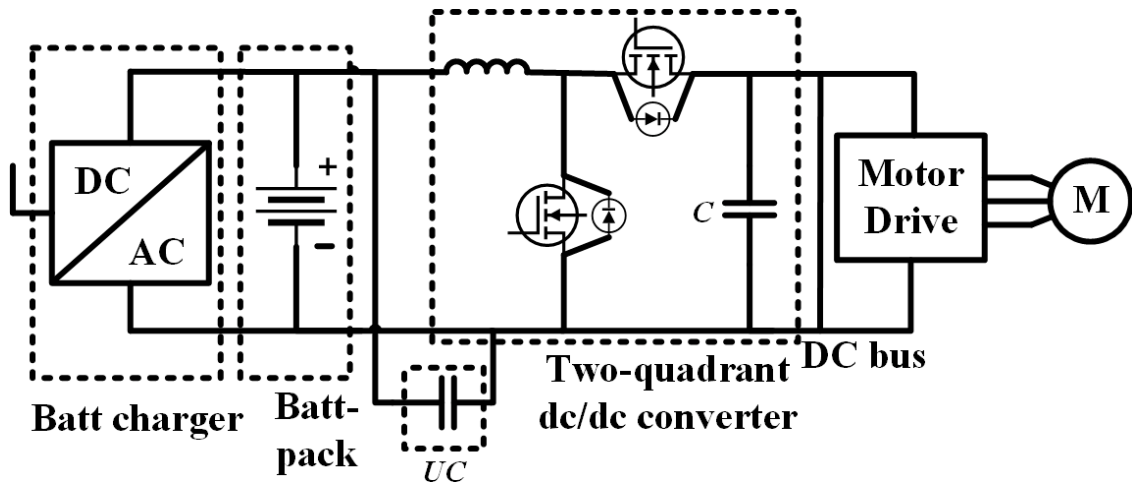 DC
AC
Batt charger
+
-
Batt-
pack
UC
C
Two-quadrant
dc/dc converter
DC bus
Motor
Drive
M